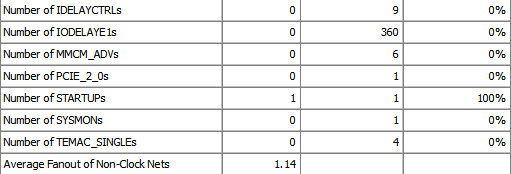 Number of IDELAYCTRLs 0 9 0%
Number of IODELAYE1s 0 360 0%
Number of MMCM_ADVs 0 6 0%
Number of PCIE_2_0s 0 1 0%
Number of STARTUPs 1 1 100%
Number of SYSMONs 0 1 0%
Number of TEMAC_SINGLEs 0 4 0%
Average Fanout of Non-Clock Nets 1.14